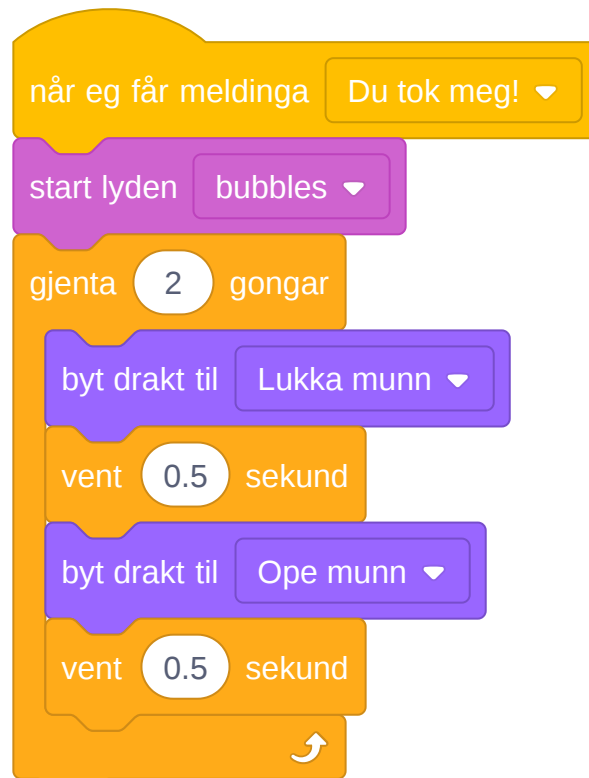 når eg får meldinga Du tok meg!
start lyden bubbles
gjenta 2 gongar
byt drakt til Lukka munn
vent 0.5 sekund
byt drakt til Ope munn
vent 0.5 sekund